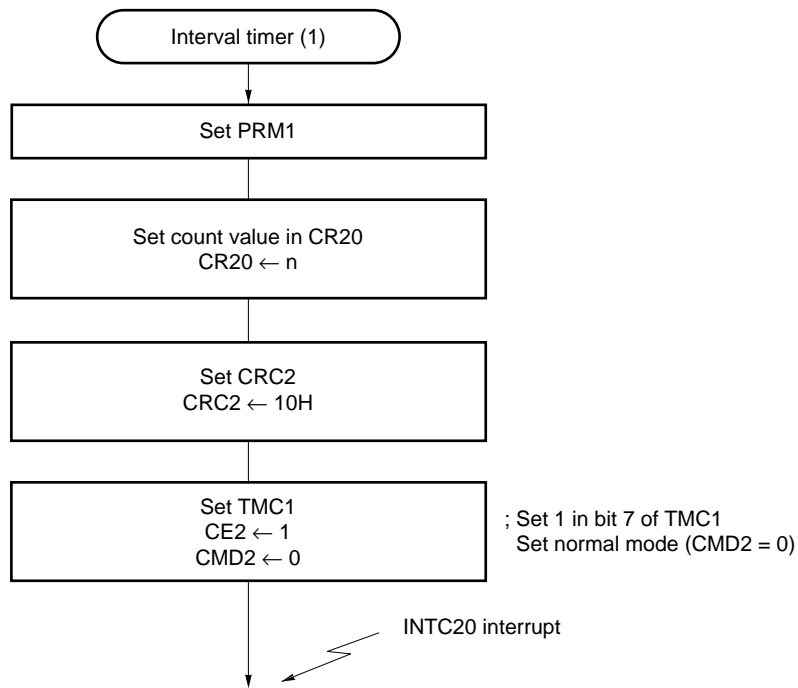 Interval timer (1)
Set PRM1
Set count value in CR20
CR20 ← n
Set CRC2
CRC2 ← 10H
Set TMC1
CE2 ← 1
CMD2 ← 0
; Set 1 in bit 7 of TMC1
Set normal mode (CMD2 = 0)
INTC20 interrupt